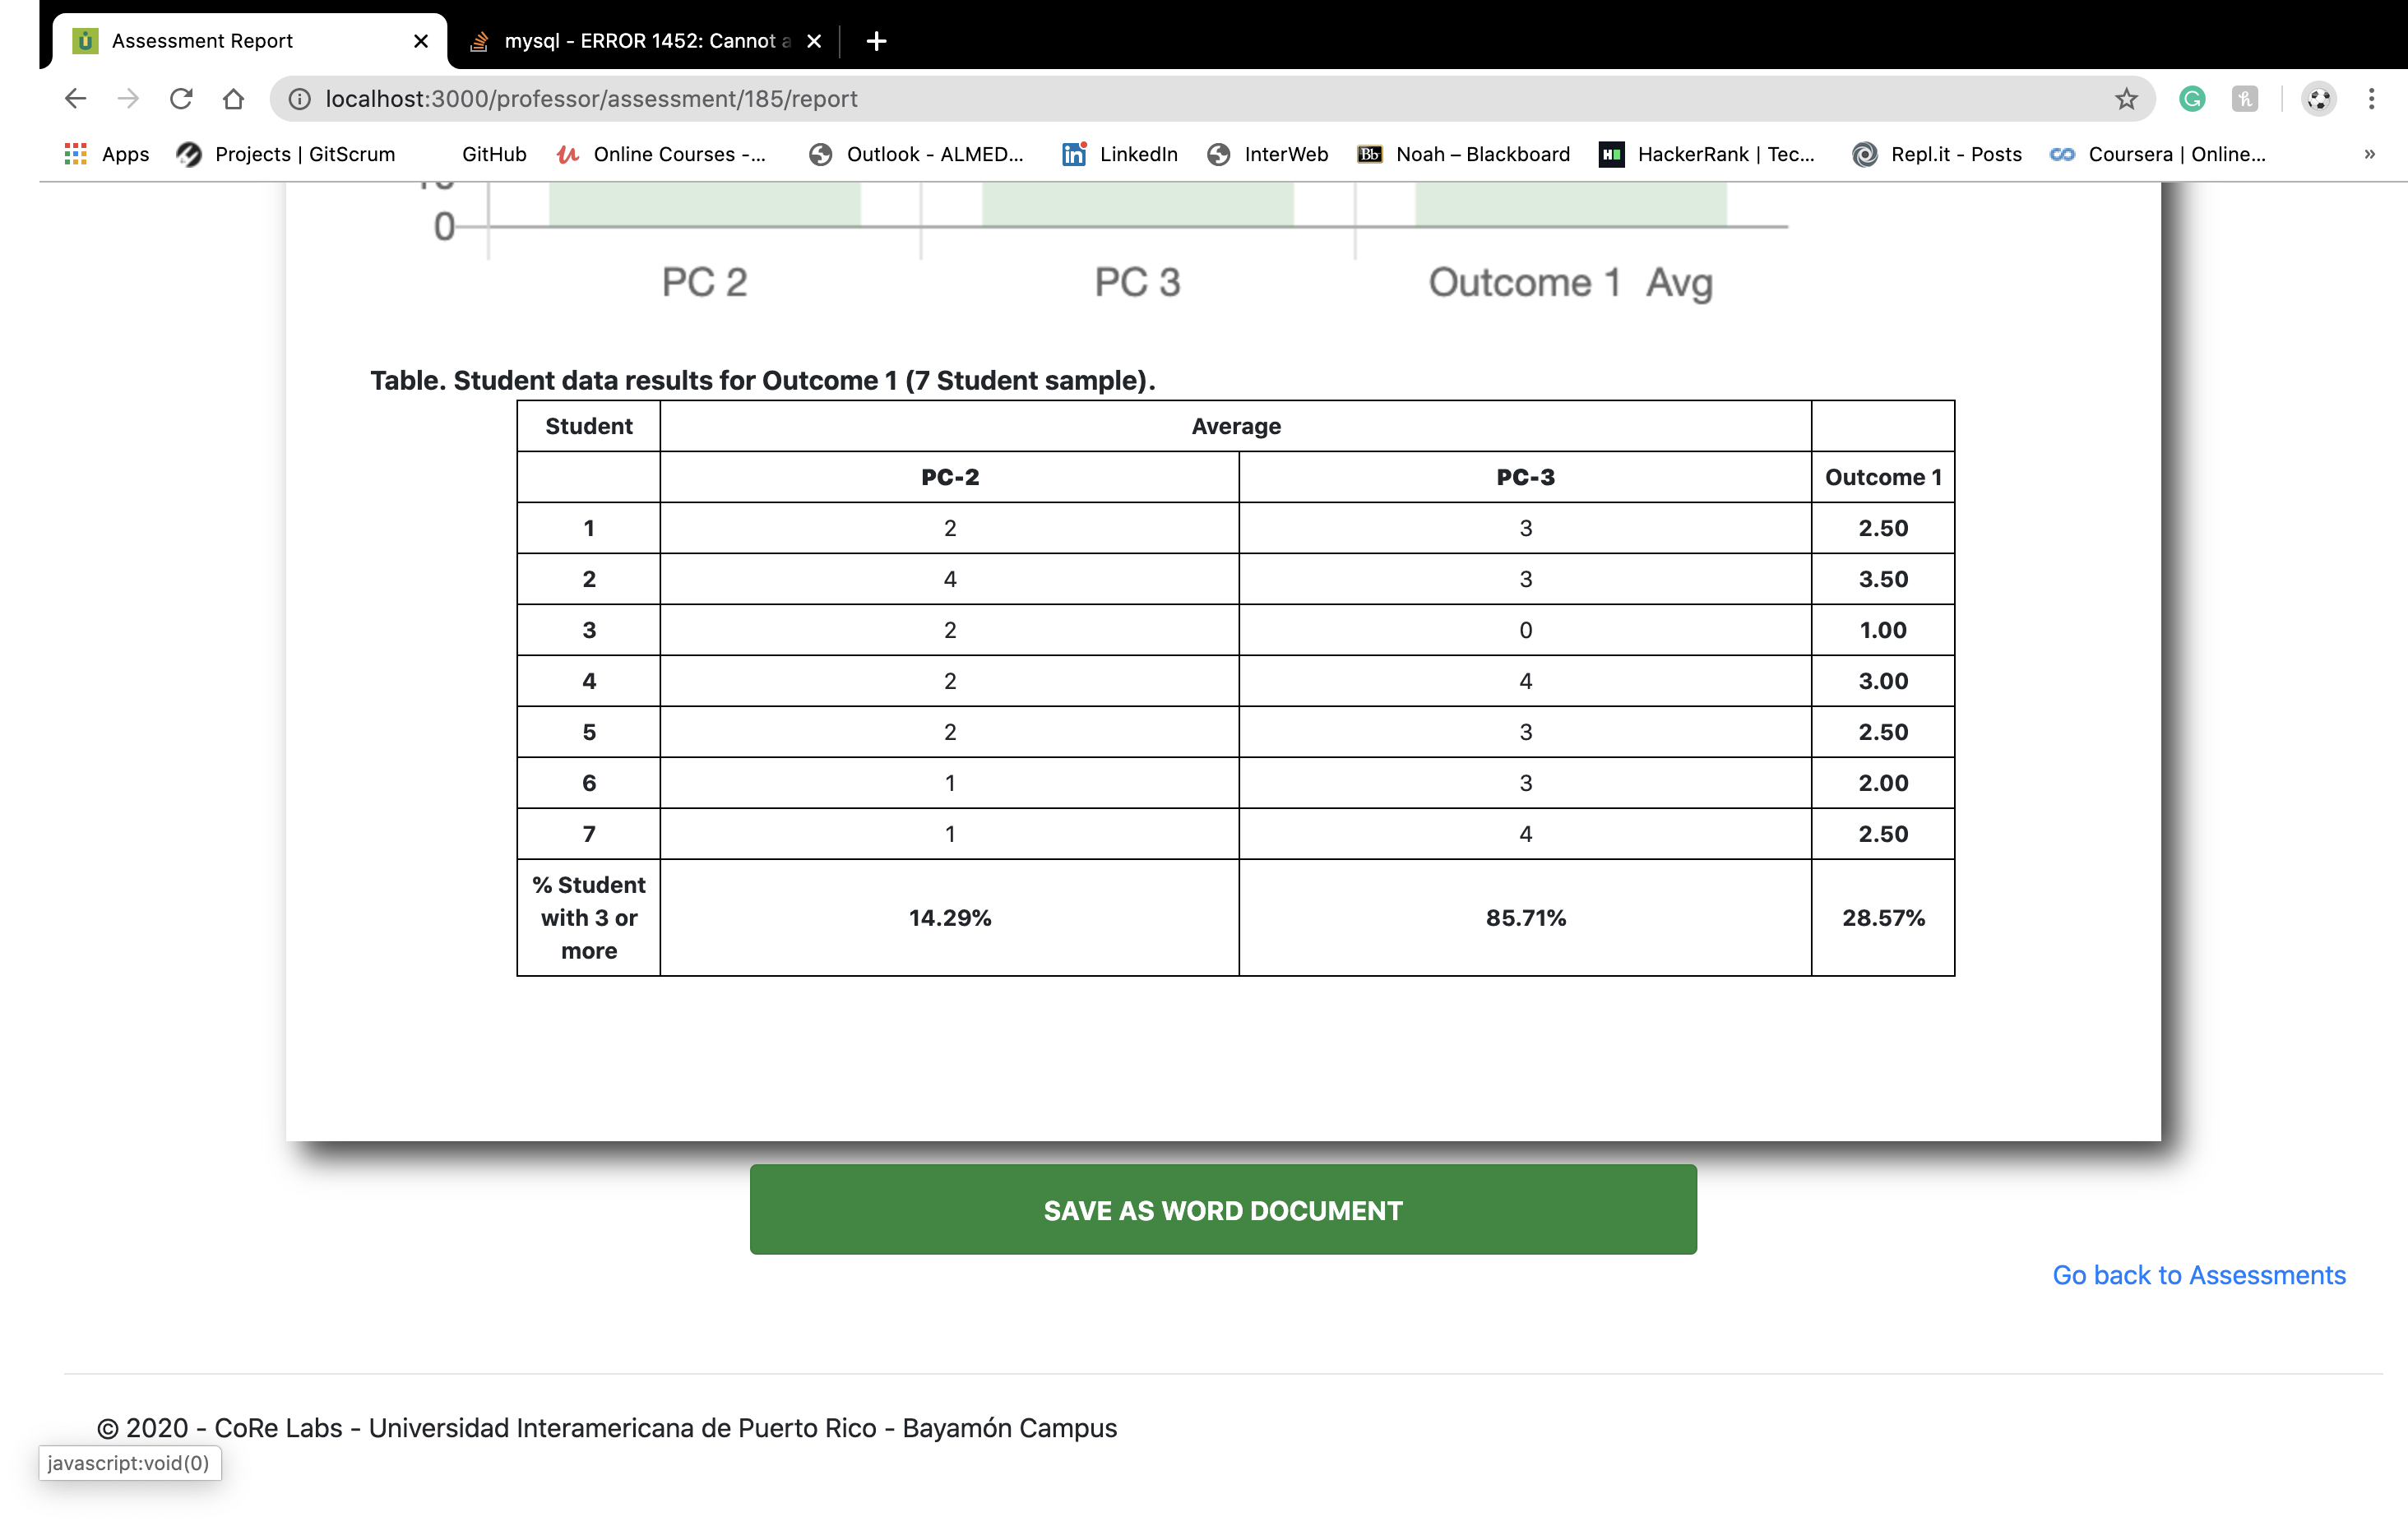 Assessment Report
mysql - ERROR 1452: Cannot a
localhost:3000/professor/assessment/185/report
Apps Projects | GitScrum GitHub Online Courses -... Outlook - ALMED... LinkedIn InterWeb Bb Noah – Blackboard HackerRank | Tec... Repl.it - Posts Coursera | Online... »
0
PC 2 PC 3 Outcome 1 Avg
Table. Student data results for Outcome 1 (7 Student sample).
Student Average
PC-2 PC-3 Outcome 1
1 2 3 2.50
2 4 3 3.50
3 2 0 1.00
4 2 4 3.00
5 2 3 2.50
6 1 3 2.00
7 1 4 2.50
% Student
with 3 or
more
14.29% 85.71% 28.57%
SAVE AS WORD DOCUMENT
Go back to Assessments
© 2020 - CoRe Labs - Universidad Interamericana de Puerto Rico - Bayamón Campus
javascript:void(0)